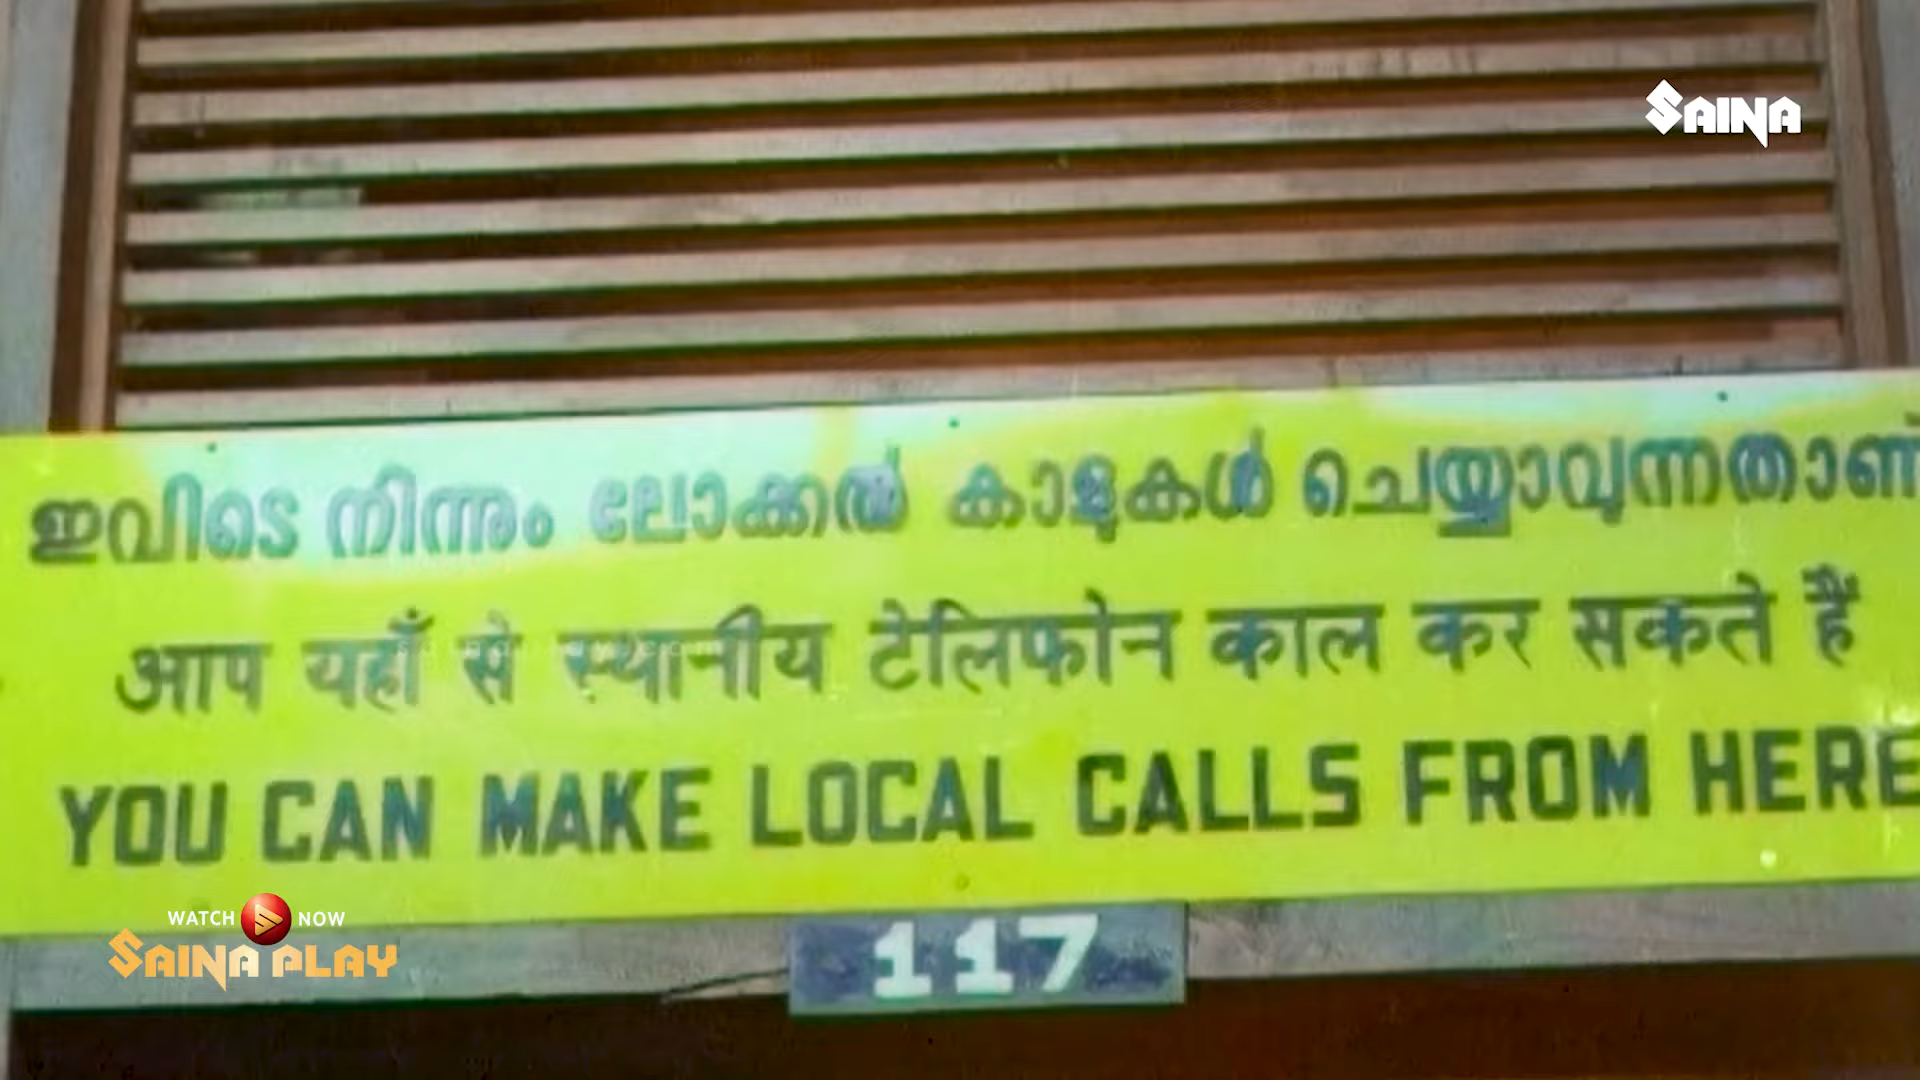 SAINA
ഇവിടെ നിന്നും ലോക്കൽ കാളുകൾ ചെയ്യാവുന്നതാണ്
आप यहाँ से स्थानीय टेलिफोन काल कर सकते हैं
YOU CAN MAKE LOCAL CALLS FROM HERE
117
WATCH NOW
SAINA PLAY